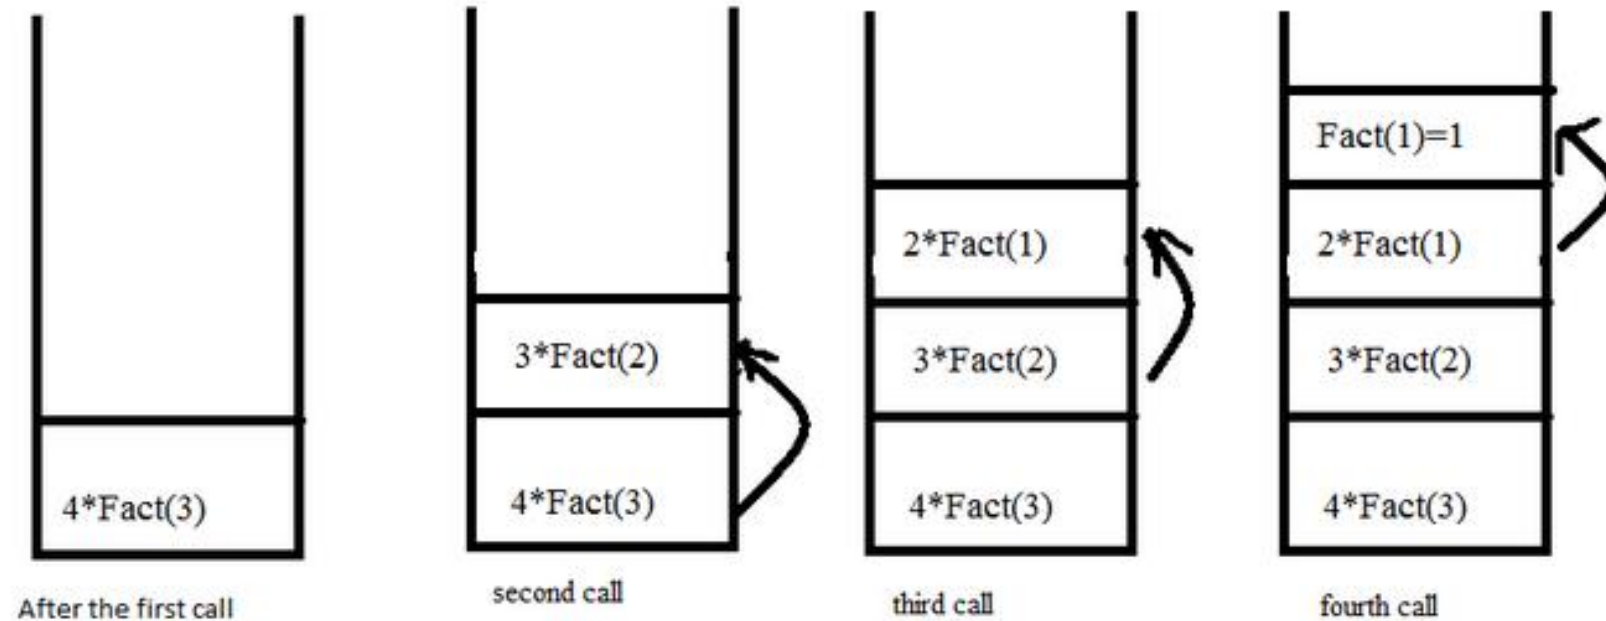 4*Fact(3)
After the first call
3*Fact(2)
4*Fact(3)
second call
2*Fact(1)
3*Fact(2)
4*Fact(3)
third call
Fact(1)=1
2*Fact(1)
3*Fact(2)
4*Fact(3)
fourth call